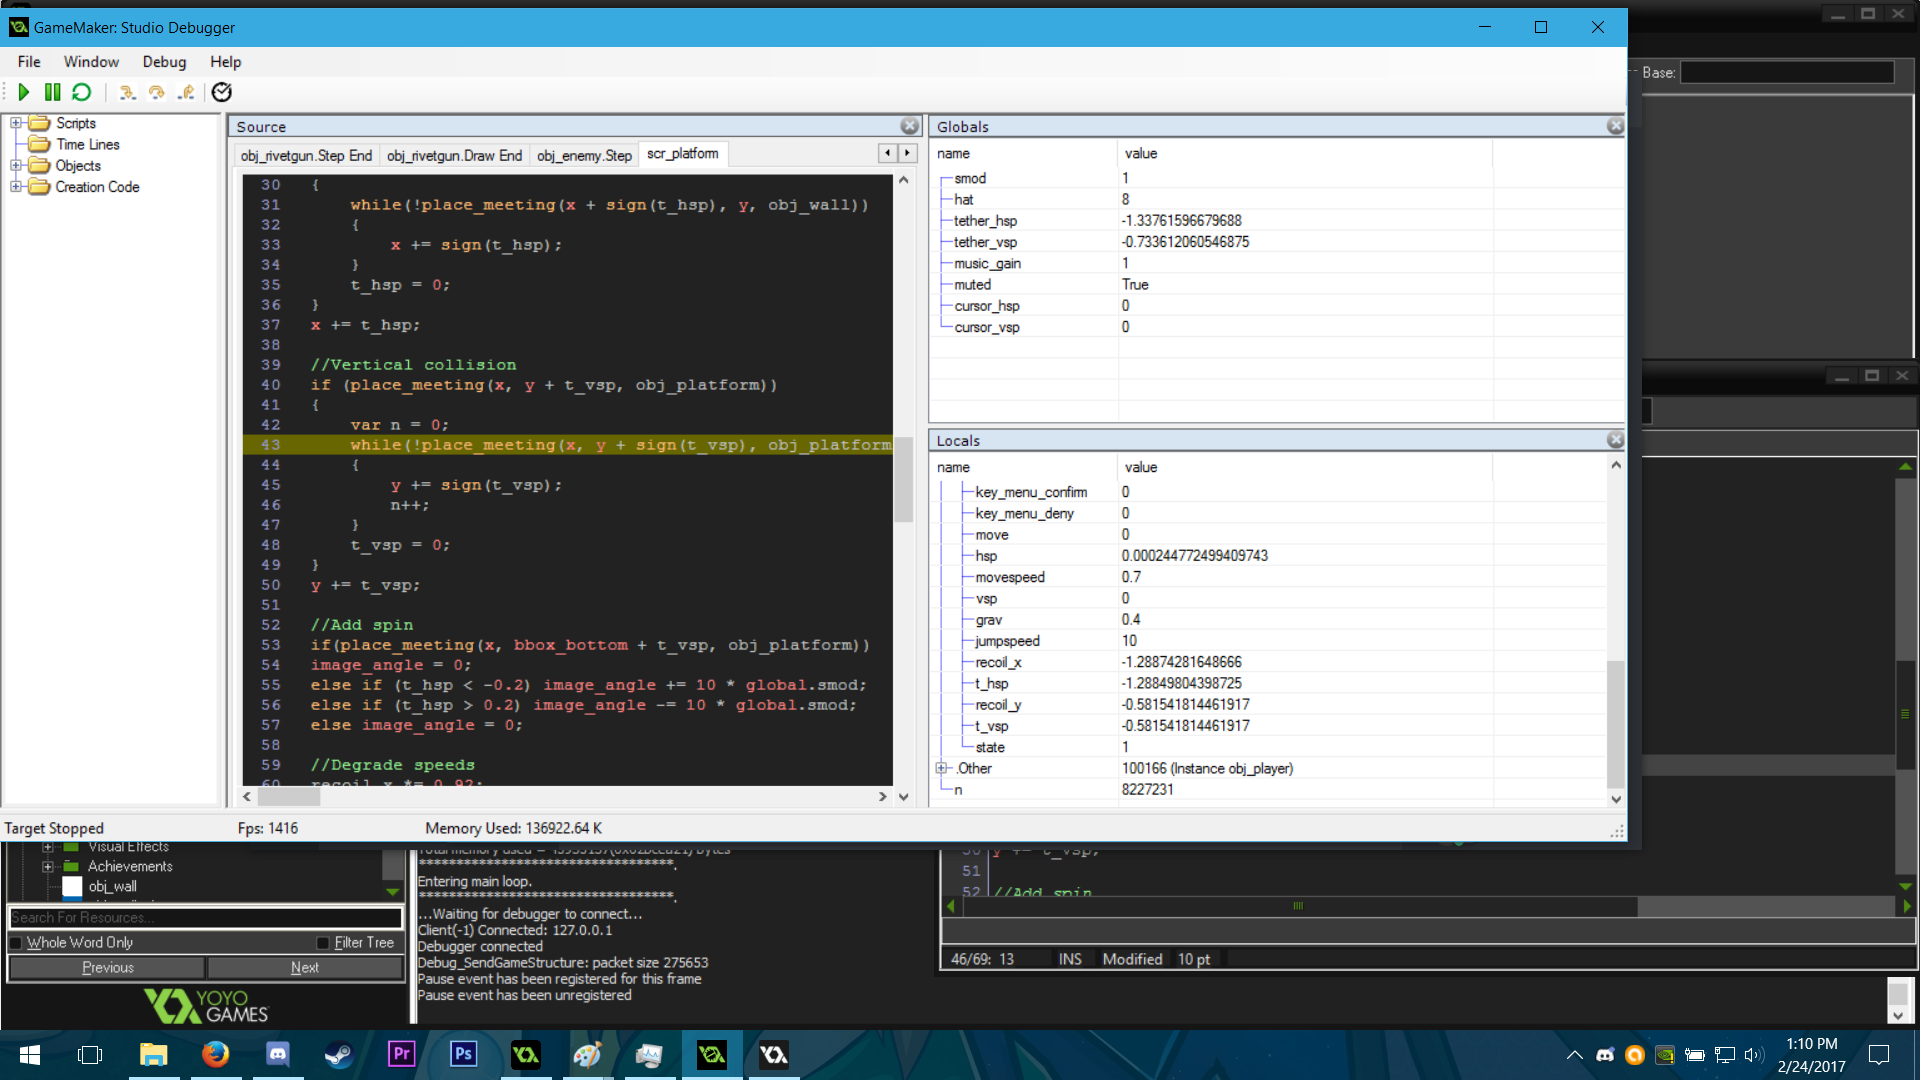 GameMaker: Studio Debugger
File Window Debug Help
Base:
Scripts
Time Lines
Objects
Creation Code
Source
obj_rivetgun.Step End obj_rivetgun.Draw End obj_enemy.Step scr_platform
30 {
31 while(!place_meeting(x + sign(t_hsp), y, obj_wall))
32 {
33 x += sign(t_hsp);
34 }
35 t_hsp = 0;
36 }
37 x += t_hsp;
38
39 //Vertical collision
40 if (place_meeting(x, y + t_vsp, obj_platform))
41 {
42 var n = 0;
43 while(!place_meeting(x, y + sign(t_vsp), obj_platform
44 {
45 y += sign(t_vsp);
46 n++;
47 }
48 t_vsp = 0;
49 }
50 y += t_vsp;
51
52 //Add spin
53 if(place_meeting(x, bbox_bottom + t_vsp, obj_platform))
54 image_angle = 0;
55 else if (t_hsp < -0.2) image_angle += 10 * global.smod;
56 else if (t_hsp > 0.2) image_angle -= 10 * global.smod;
57 else image_angle = 0;
58
59 //Degrade speeds
60 recoil_x *= 0.92;
Globals
name value
smod 1
hat 8
tether_hsp -1.33761596679688
tether_vsp -0.733612060546875
music_gain 1
muted True
cursor_hsp 0
cursor_vsp 0
Locals
name value
key_menu_confirm 0
key_menu_deny 0
move 0
hsp 0.000244772499409743
movespeed 0.7
vsp 0
grav 0.4
jumpspeed 10
recoil_x -1.28874281648666
t_hsp -1.28849804398725
recoil_y -0.581541814461917
t_vsp -0.581541814461917
state 1
.Other 100166 (Instance obj_player)
n 8227231
Target Stopped Fps: 1416 Memory Used: 136922.64 K
Visual Effects
Achievements
obj_wall
Search For Resources...
Whole Word Only Filter Tree
Previous Next
YOYO
GAMES
Total memory used = bytes
**********************************.
Entering main loop.
**********************************.
...Waiting for debugger to connect...
Client(-1) Connected: 127.0.0.1
Debugger connected
Debug_SendGameStructure: packet size 275653
Pause event has been registered for this frame
Pause event has been unregistered
50 y += t_vsp;
51
52 //Add spin
46/69: 13 INS Modified 10 pt
Pr
Ps
1:10 PM
2/24/2017